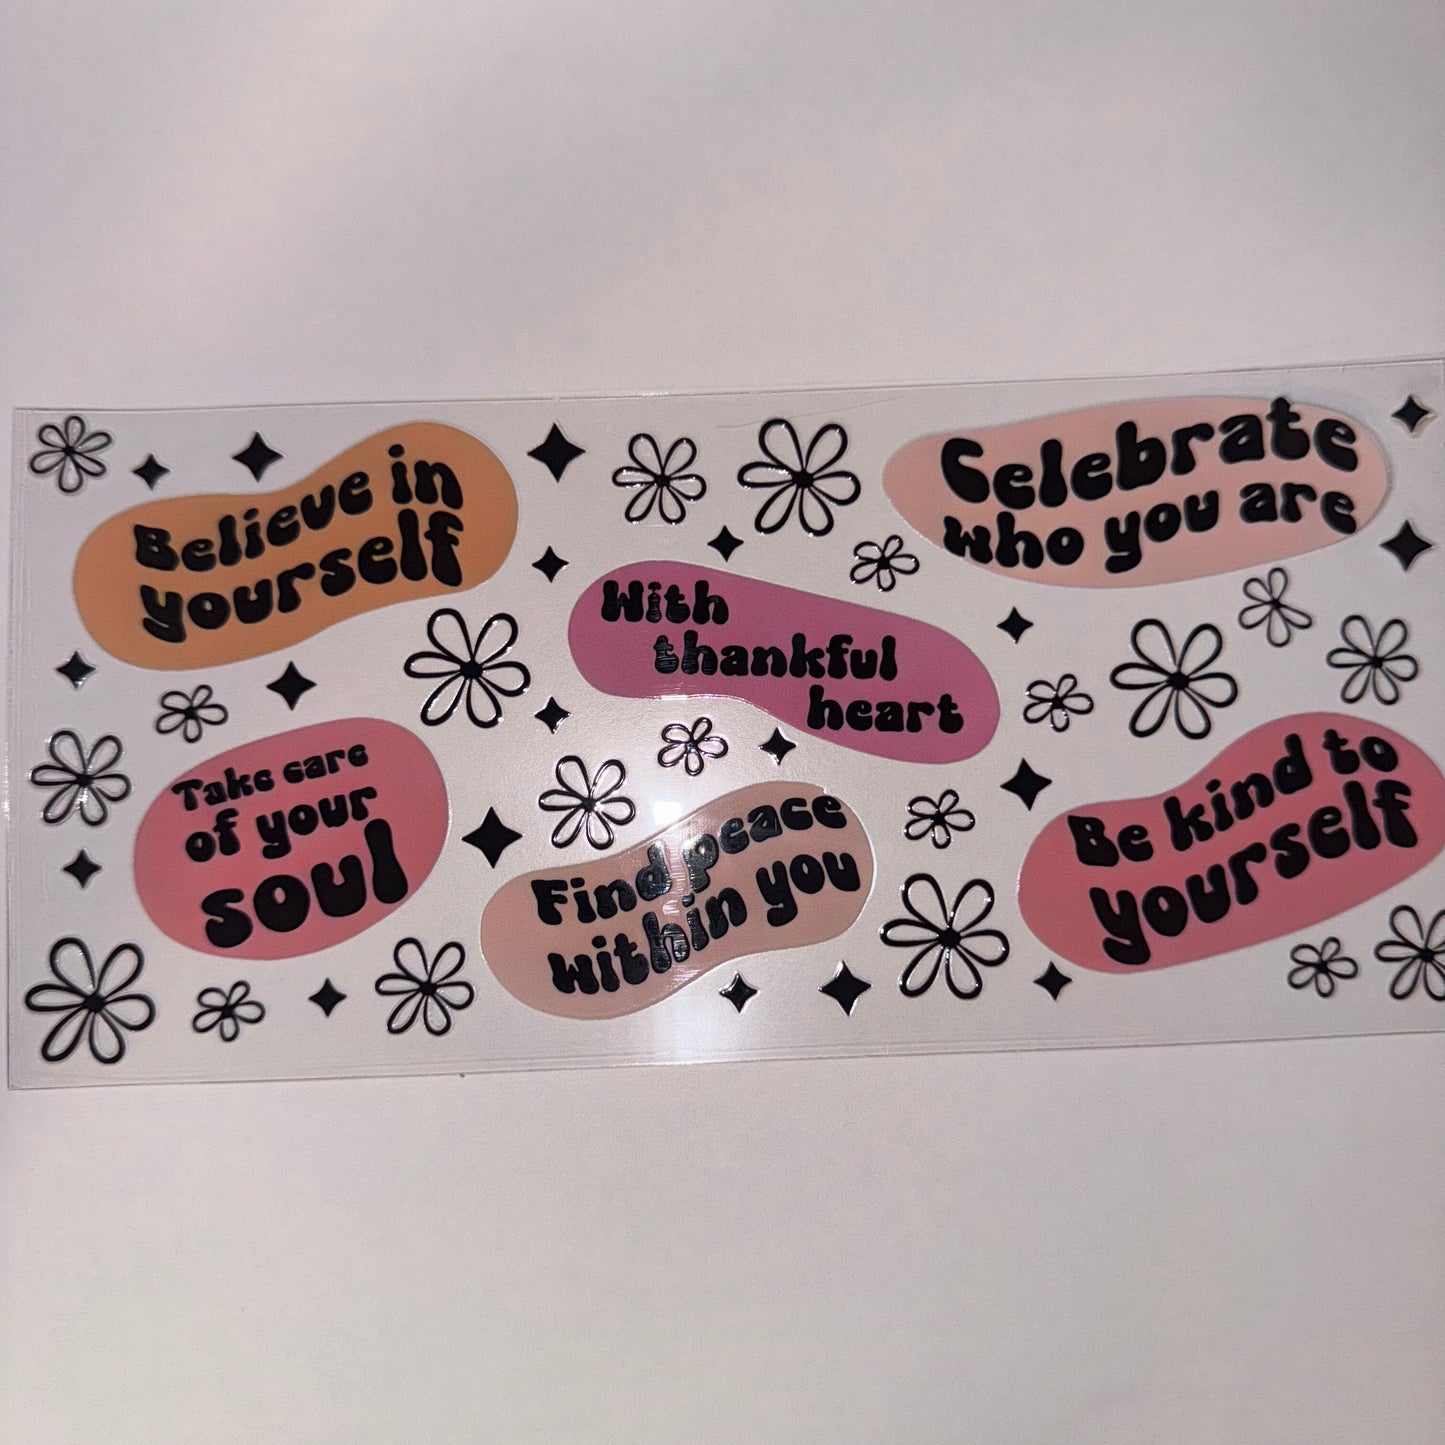 Believe in
yourself
With
thankful
heart
Celebrate
who you are
Take care
of your
soul
Find peace
within you
Be kind to
yourself